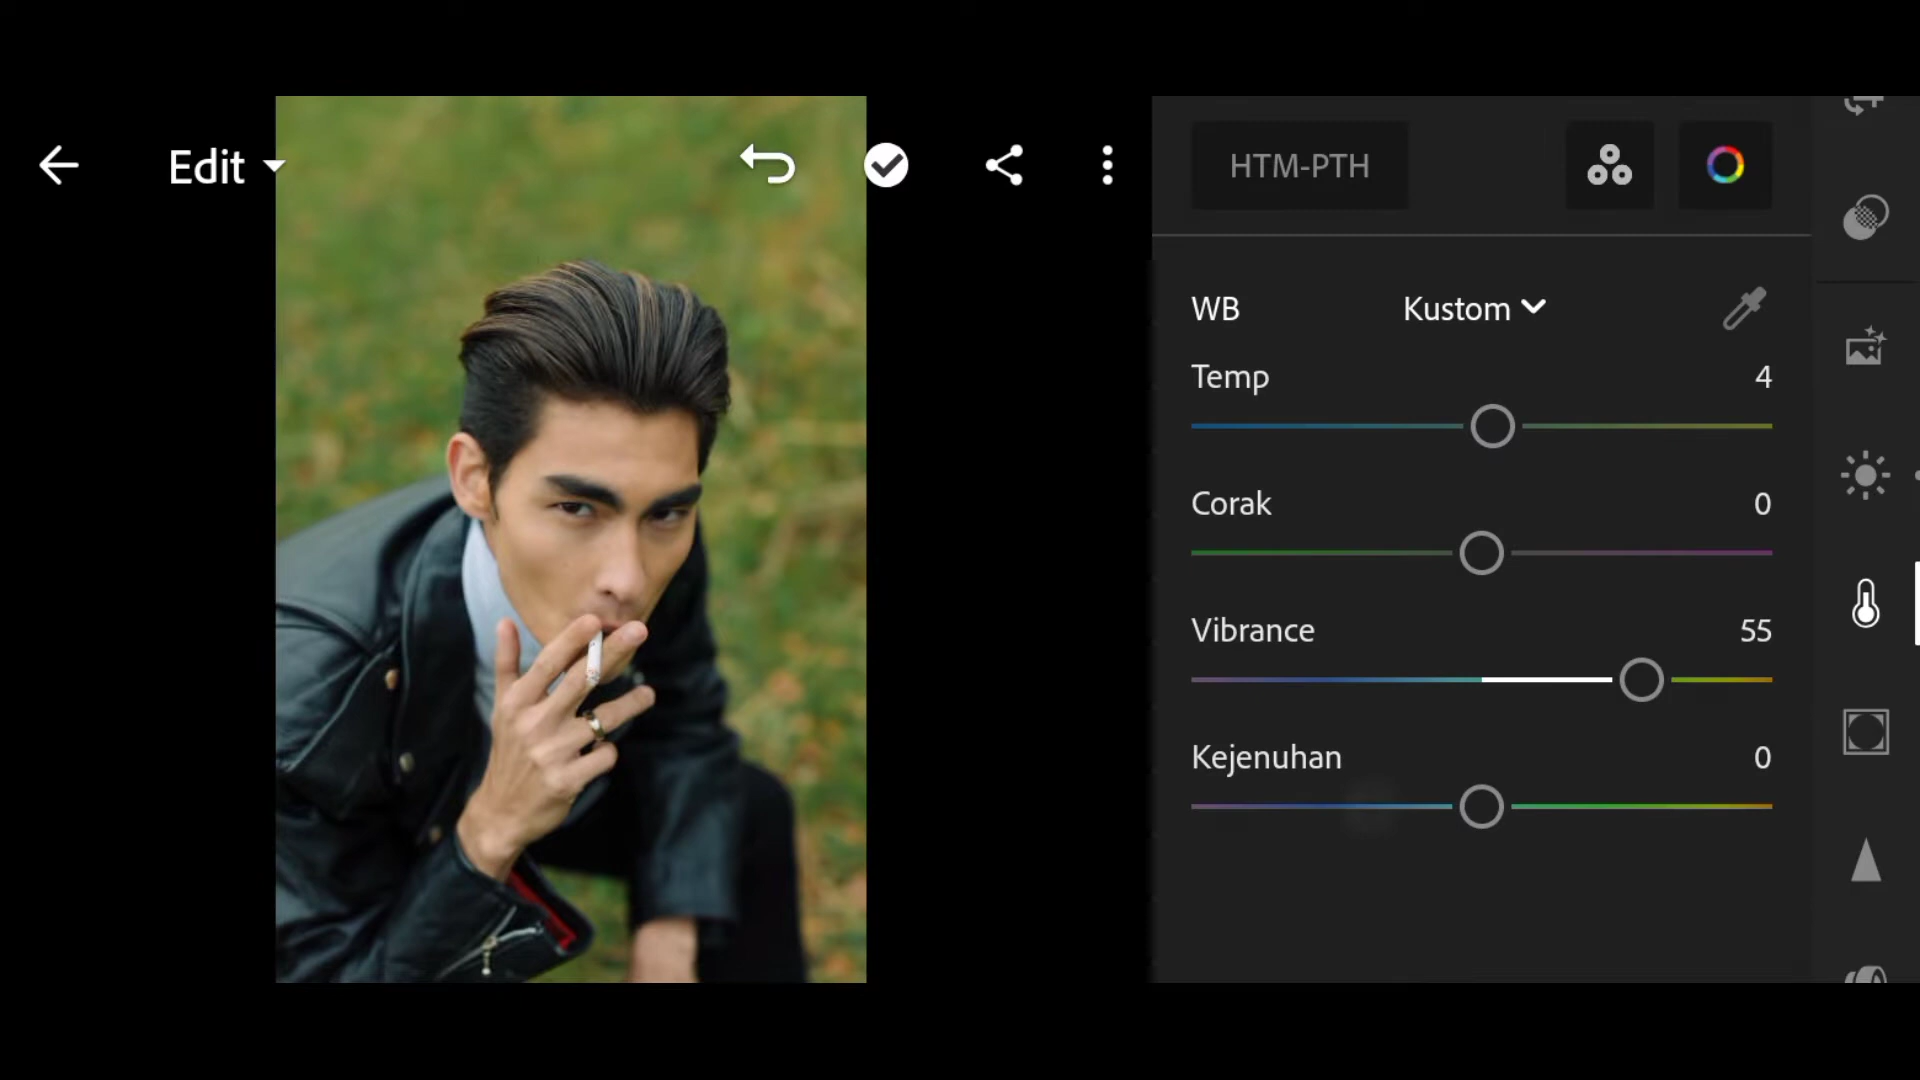 Edit
HTM-PTH
WB Kustom
Temp 4
Corak 0
Vibrance 55
Kejenuhan 0